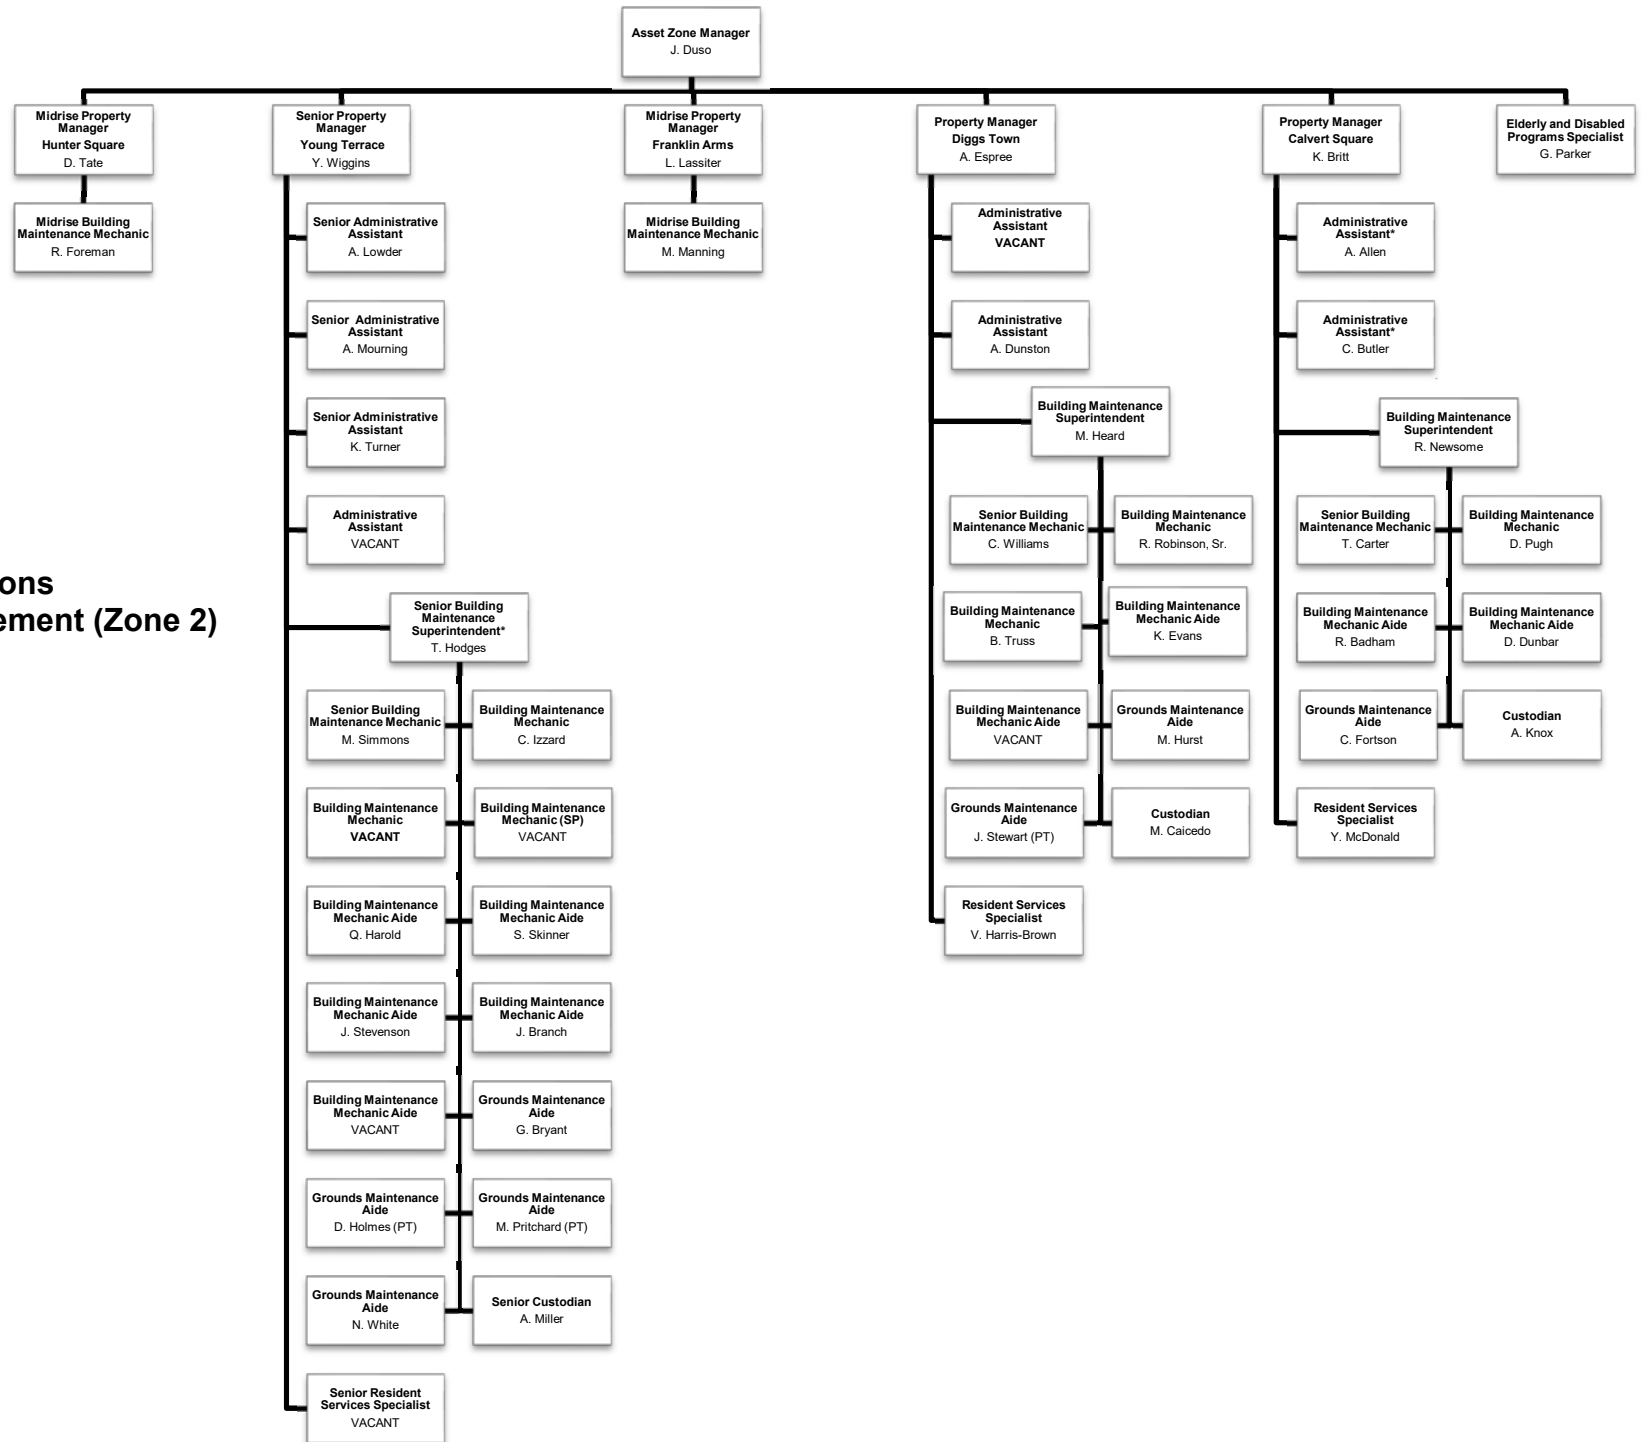 Asset Zone Manager
J. Duso
Midrise Property
Manager
Hunter Square
D. Tate
Senior Property
Manager
Young Terrace
Y. Wiggins
Midrise Property
Manager
Franklin Arms
L. Lassiter
Property Manager
Diggs Town
A. Espree
Property Manager
Calvert Square
K. Britt
Elderly and Disabled
Programs Specialist
G. Parker
Midrise Building
Maintenance Mechanic
R. Foreman
Senior Administrative
Assistant
A. Lowder
Midrise Building
Maintenance Mechanic
M. Manning
Administrative
Assistant
VACANT
Administrative
Assistant*
A. Allen
Senior Administrative
Assistant
A. Mourning
Administrative
Assistant
A. Dunston
Administrative
Assistant*
C. Butler
Senior Administrative
Assistant
K. Turner
Building Maintenance
Superintendent
M. Heard
Building Maintenance
Superintendent
R. Newsome
Administrative
Assistant
VACANT
Senior Building
Maintenance Mechanic
C. Williams
Building Maintenance
Mechanic
R. Robinson, Sr.
Senior Building
Maintenance Mechanic
T. Carter
Building Maintenance
Mechanic
D. Pugh
ons
ement (Zone 2)
Senior Building
Maintenance
Superintendent*
T. Hodges
Building Maintenance
Mechanic
B. Truss
Building Maintenance
Mechanic Aide
K. Evans
Building Maintenance
Mechanic Aide
R. Badham
Building Maintenance
Mechanic Aide
D. Dunbar
Senior Building
Maintenance Mechanic
M. Simmons
Building Maintenance
Mechanic
C. Izzard
Building Maintenance
Mechanic Aide
VACANT
Grounds Maintenance
Aide
M. Hurst
Grounds Maintenance
Aide
C. Fortson
Custodian
A. Knox
Building Maintenance
Mechanic
VACANT
Building Maintenance
Mechanic (SP)
VACANT
Grounds Maintenance
Aide
J. Stewart (PT)
Custodian
M. Caicedo
Resident Services
Specialist
Y. McDonald
Building Maintenance
Mechanic Aide
Q. Harold
Building Maintenance
Mechanic Aide
S. Skinner
Resident Services
Specialist
V. Harris-Brown
Building Maintenance
Mechanic Aide
J. Stevenson
Building Maintenance
Mechanic Aide
J. Branch
Building Maintenance
Mechanic Aide
VACANT
Grounds Maintenance
Aide
G. Bryant
Grounds Maintenance
Aide
D. Holmes (PT)
Grounds Maintenance
Aide
M. Pritchard (PT)
Grounds Maintenance
Aide
N. White
Senior Custodian
A. Miller
Senior Resident
Services Specialist
VACANT